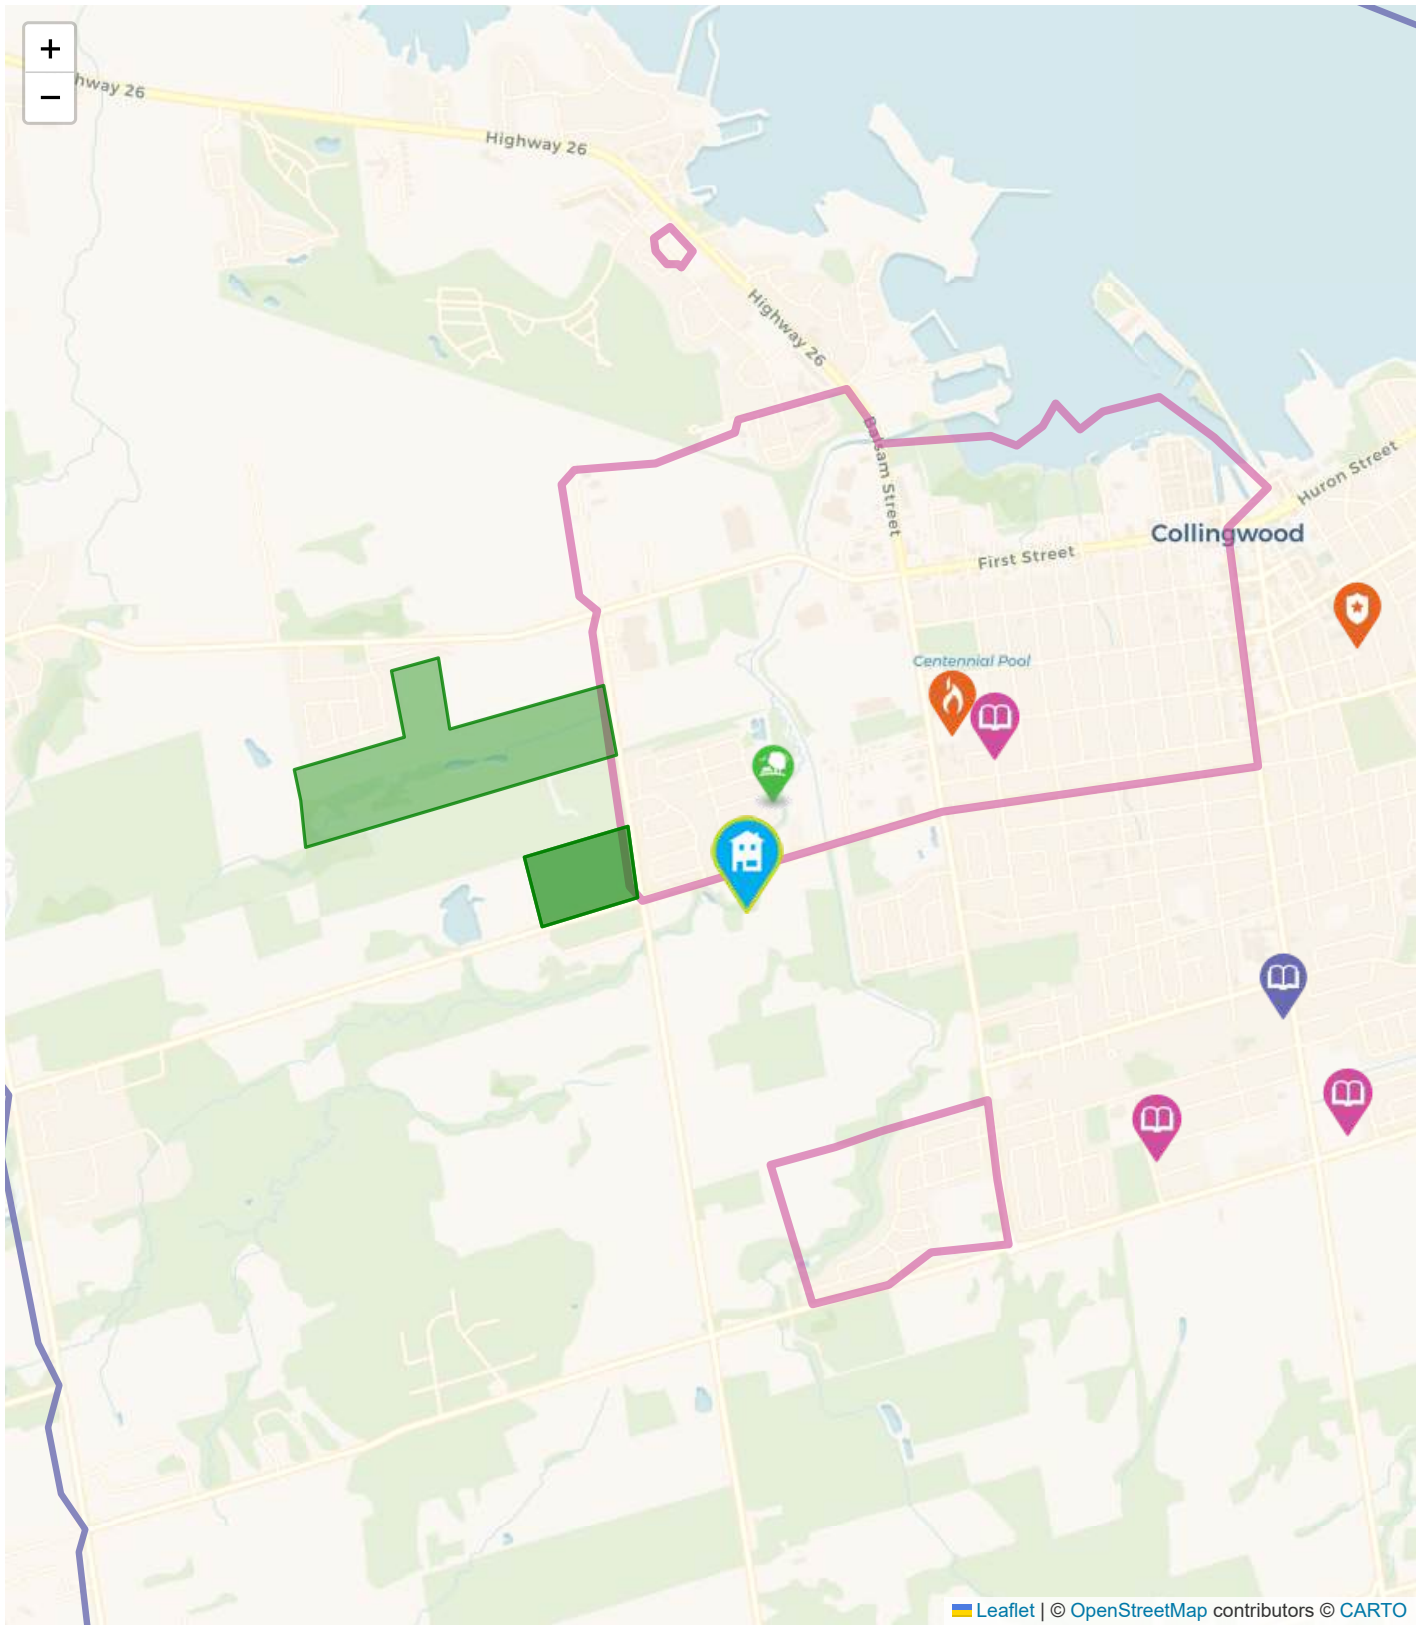 +
−
hway 26
Highway 26
Highway 26
Balsam Street
Huron Street
Collingwood
First Street
Centennial Pool
Leaflet | © OpenStreetMap contributors © CARTO